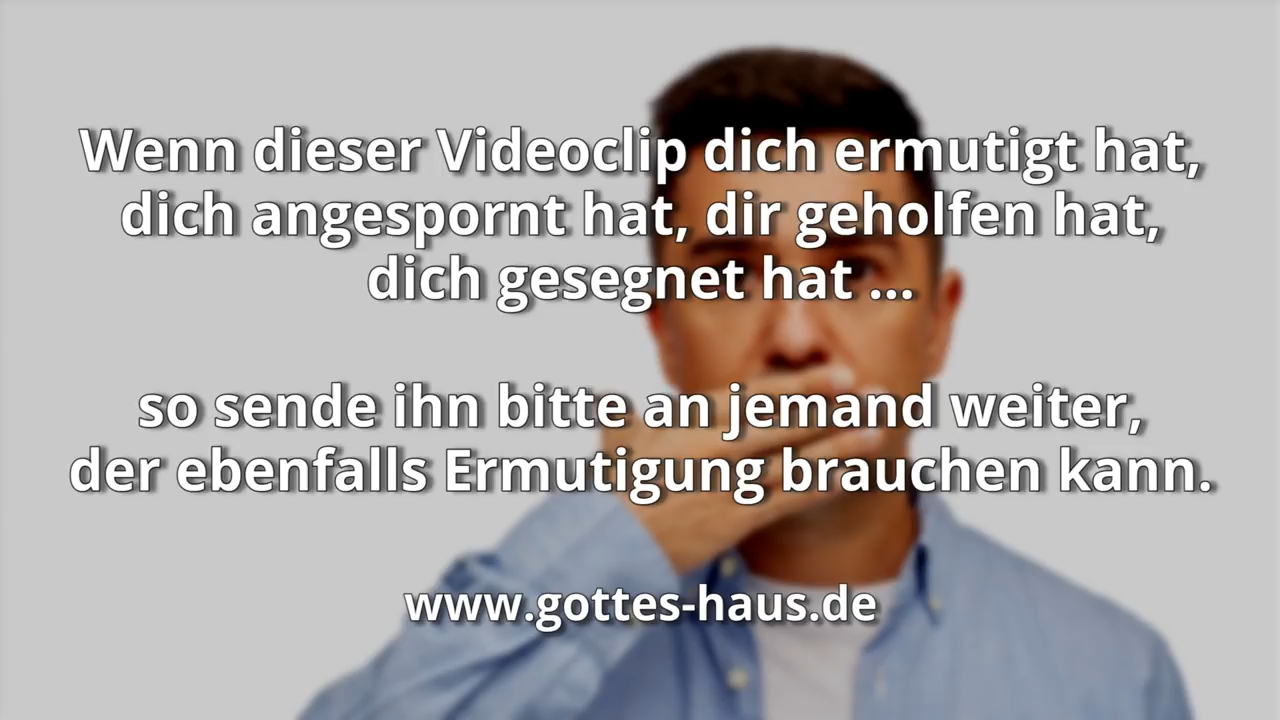 Wenn dieser Videoclip dich ermutigt hat,
dich angespornt hat, dir geholfen hat,
dich gesegnet hat ...
so sende ihn bitte an jemand weiter,
der ebenfalls Ermutigung brauchen kann.
www.gottes-haus.de